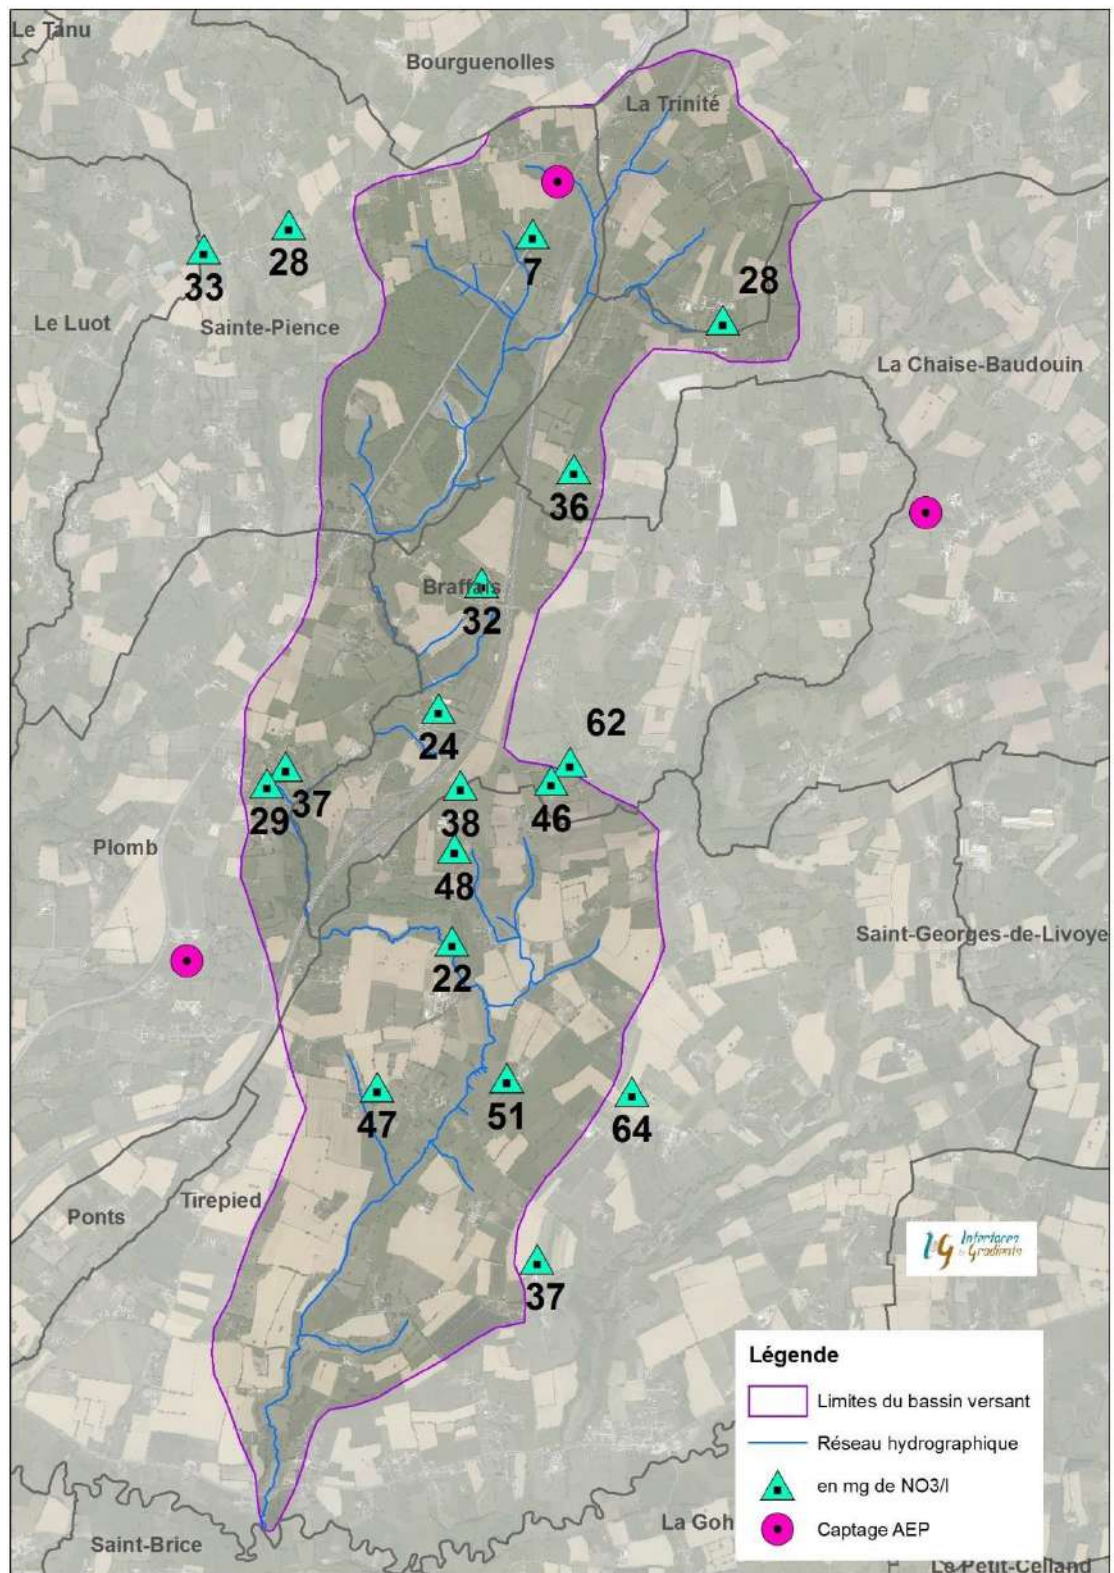 Le Tanu
Bourguenolles
La Trinité
7
28
33
28
Le Luot
Sainte-Pience
La Chaise-Baudouin
36
Braffais
32
62
24
37
29
38
46
Plomb
48
Saint-Georges-de-Livoye
22
47
51
64
Tirepied
Ponts
Interfaces
& Gradients
37
Légende
Limites du bassin versant
Réseau hydrographique
en mg de NO3/l
Captage AEP
La Goh
Saint-Brice
Le Petit-Celland